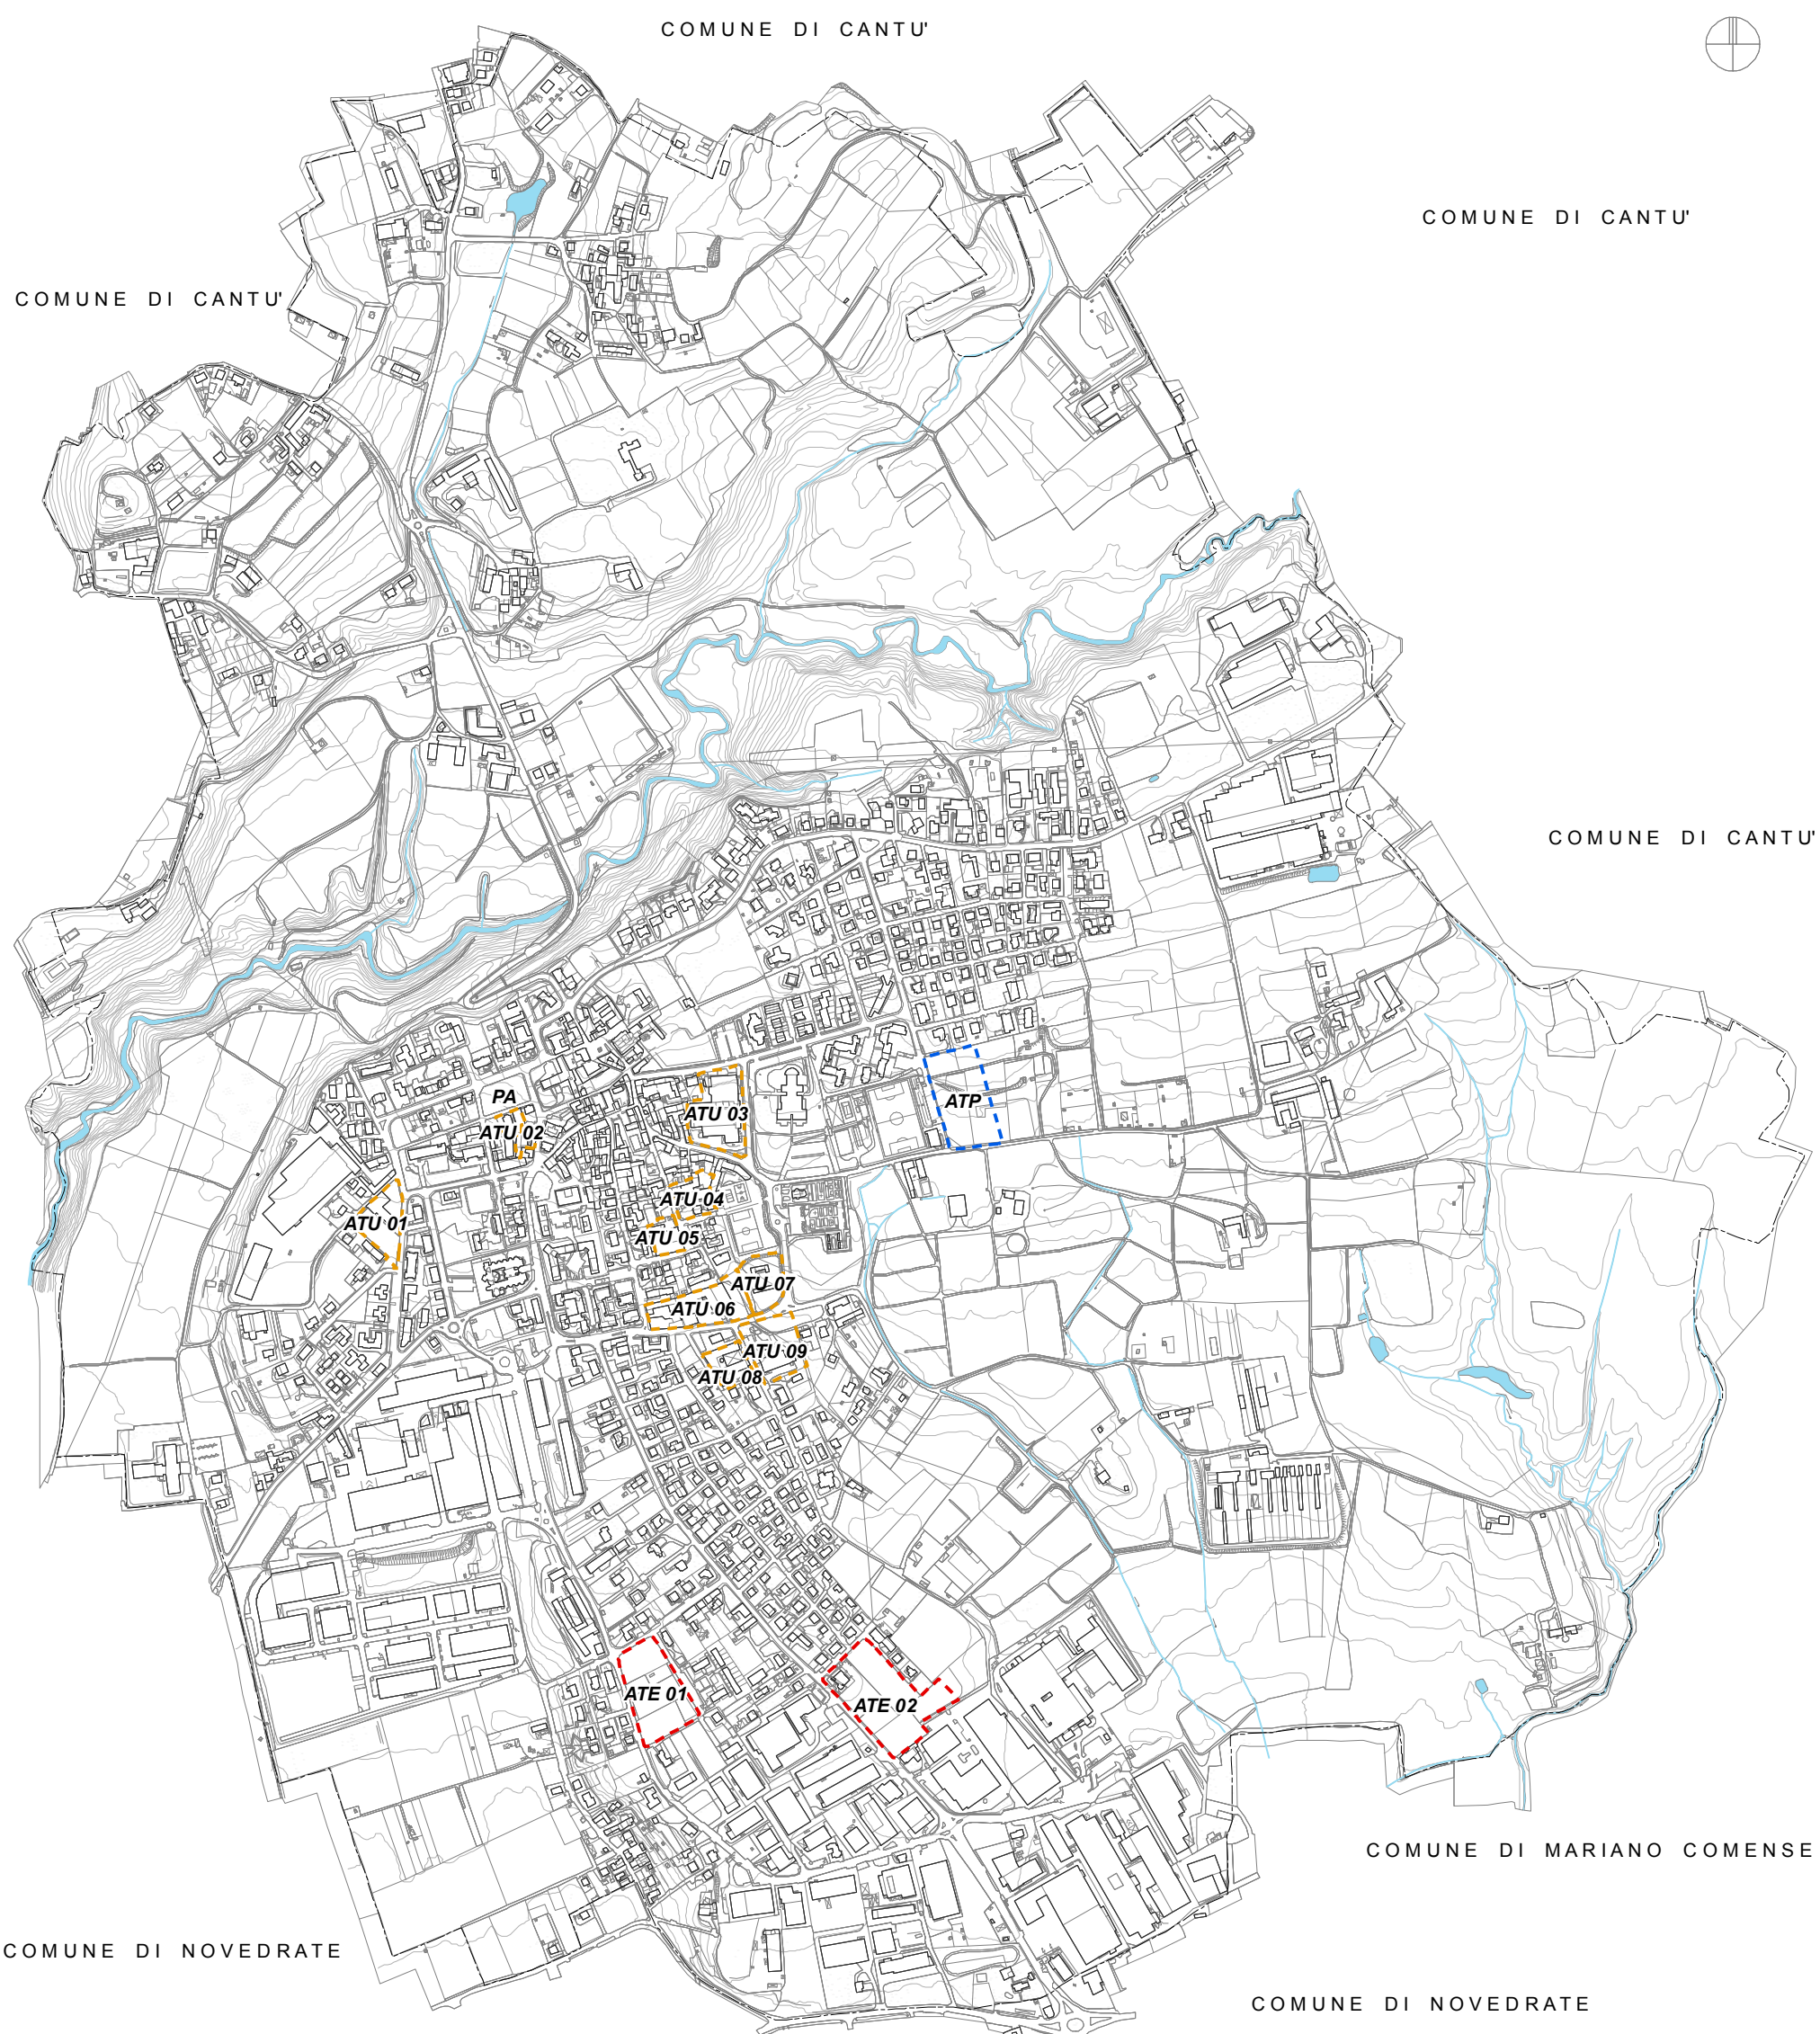 COMUNE DI CANTU'
COMUNE DI CANTU'
COMUNE DI CANTU'
COMUNE DI CANTU'
PA
ATU 02
ATU 03
ATP
ATU 04
ATU 01
ATU 05
ATU 07
ATU 06
ATU 09
ATU 08
ATE 01
ATE 02
COMUNE DI MARIANO COMENSE
COMUNE DI NOVEDRATE
COMUNE DI NOVEDRATE